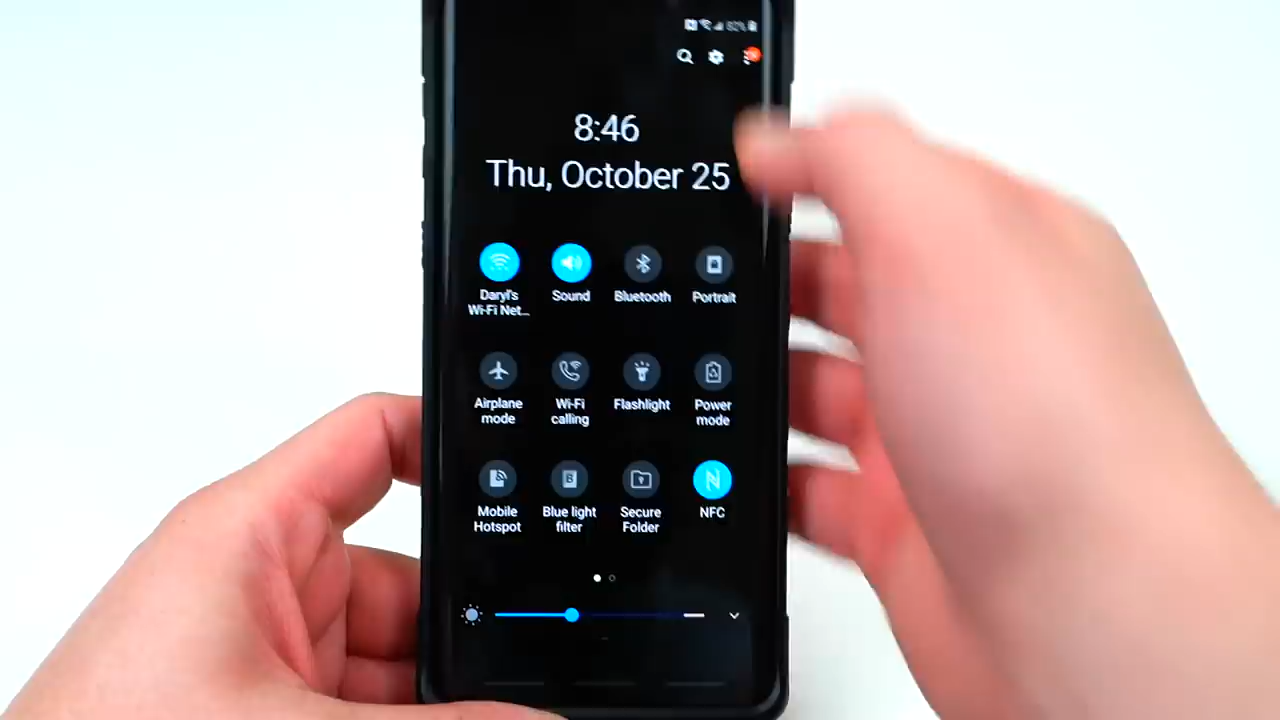 82%
8:46
Thu, October 25
Daryl's
Wi-Fi Net...
Sound
Bluetooth
Portrait
Airplane
mode
Wi-Fi
calling
Flashlight
Power
mode
Mobile
Hotspot
Blue light
filter
Secure
Folder
NFC